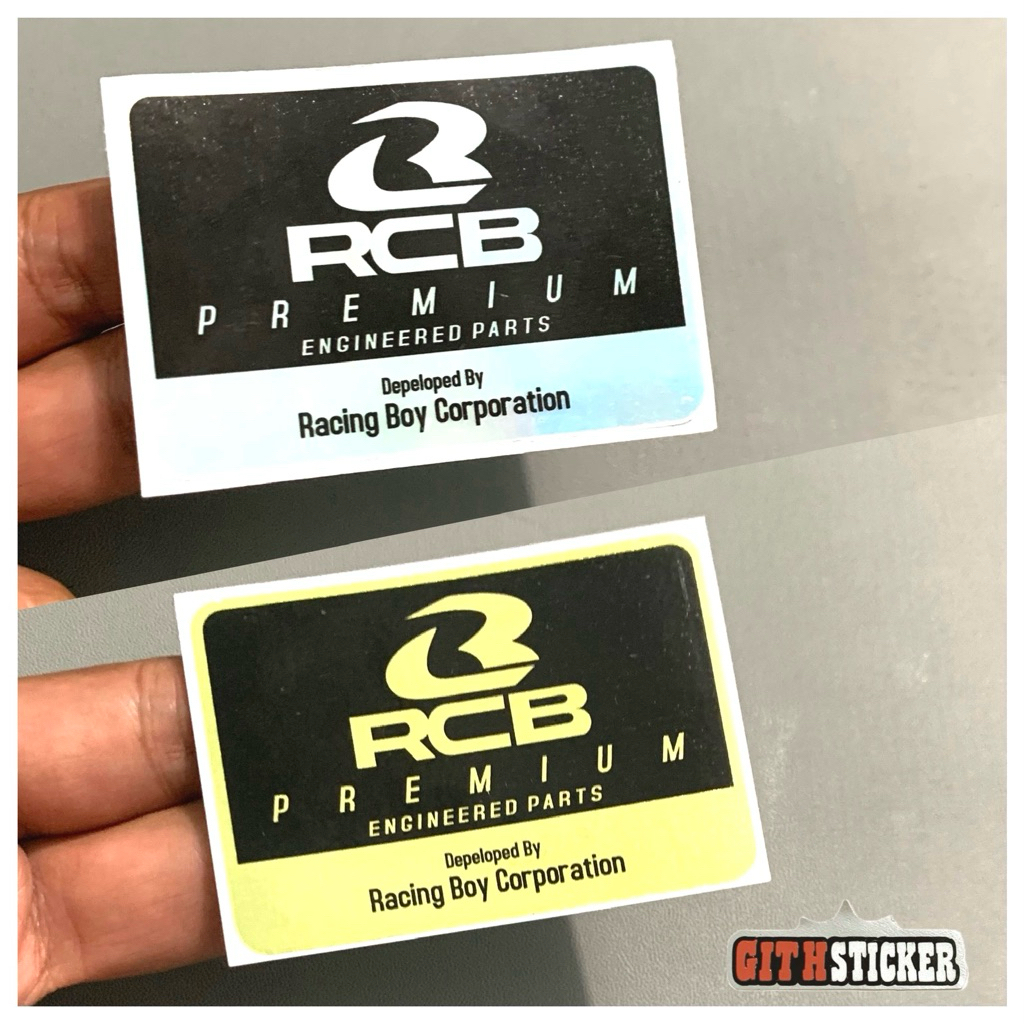 RCB
PREMIUM
ENGINEERED PARTS
Depeloped By
Racing Boy Corporation
RCB
PREMIUM
ENGINEERED PARTS
Depeloped By
Racing Boy Corporation
GITHSTICKER